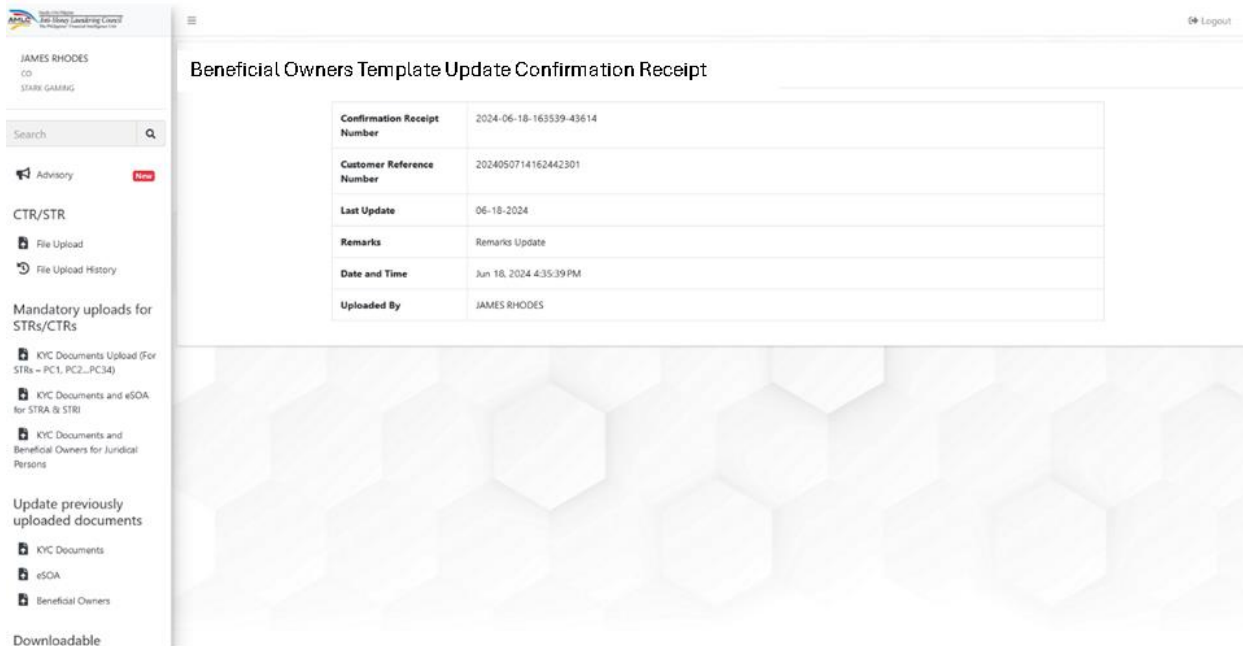 AMLC
Anti-Money Laundering Council
Logout
JAMES RHODES
CO
STARK GAMING
Beneficial Owners Template Update Confirmation Receipt
Confirmation Receipt Number
2024-06-18-163539-43614
Customer Reference Number
2024050714162442301
Last Update
06-18-2024
Remarks
Remarks Update
Date and Time
Jun 18, 2024 4:35:39 PM
Uploaded By
JAMES RHODES
Search
Advisory
New
CTR/STR
File Upload
File Upload History
Mandatory uploads for
STRs/CTRs
KYC Documents Upload (For
STRs – PC1, PC2...PC34)
KYC Documents and eSOA
for STRA & STRI
KYC Documents and
Beneficial Owners for Juridical
Persons
Update previously
uploaded documents
KYC Documents
eSOA
Beneficial Owners
Downloadable